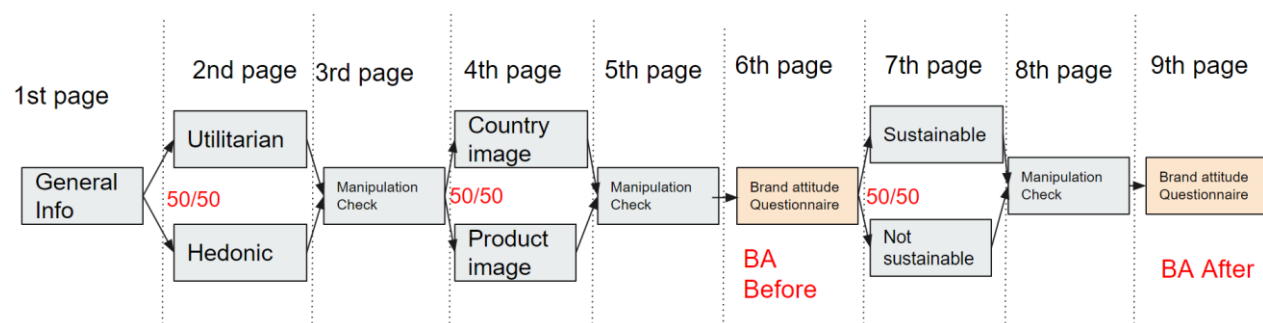 1st page
2nd page
3rd page
4th page
5th page
6th page
7th page
8th page
9th page
General
Info
Utilitarian
50/50
Hedonic
Manipulation
Check
Country
image
50/50
Product
image
Manipulation
Check
Brand attitude
Questionnaire
BA
Before
Sustainable
50/50
Not
sustainable
Manipulation
Check
Brand attitude
Questionnaire
BA After